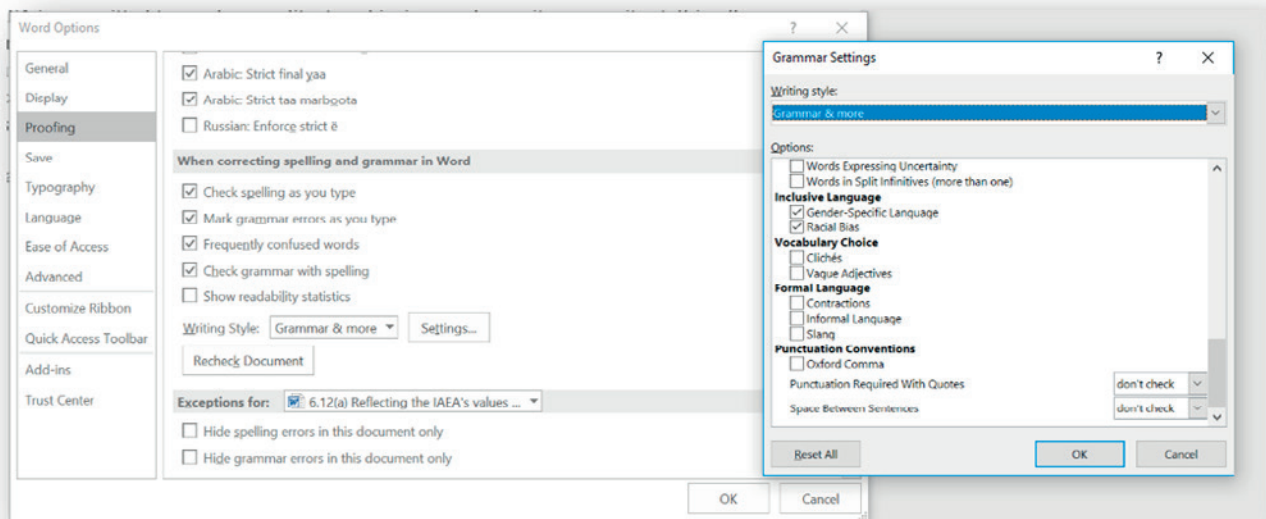 Word Options
General
Display
Proofing
Save
Typography
Language
Ease of Access
Advanced
Customize Ribbon
Quick Access Toolbar
Add-ins
Trust Center
Arabic: Strict final yaa
Arabic: Strict taa marboota
Russian: Enforce strict ё
When correcting spelling and grammar in Word
Check spelling as you type
Mark grammar errors as you type
Frequently confused words
Check grammar with spelling
Show readability statistics
Writing Style: Grammar & more Settings...
Recheck Document
Exceptions for: 6.12(a) Reflecting the IAEA's values ...
Hide spelling errors in this document only
Hide grammar errors in this document only
OK Cancel
Grammar Settings
Writing style:
Grammar & more
Options:
Words Expressing Uncertainty
Words in Split Infinitives (more than one)
Inclusive Language
Gender-Specific Language
Racial Bias
Vocabulary Choice
Clichés
Vague Adjectives
Formal Language
Contractions
Informal Language
Slang
Punctuation Conventions
Oxford Comma
Punctuation Required With Quotes don't check
Space Between Sentences don't check
Reset All OK Cancel